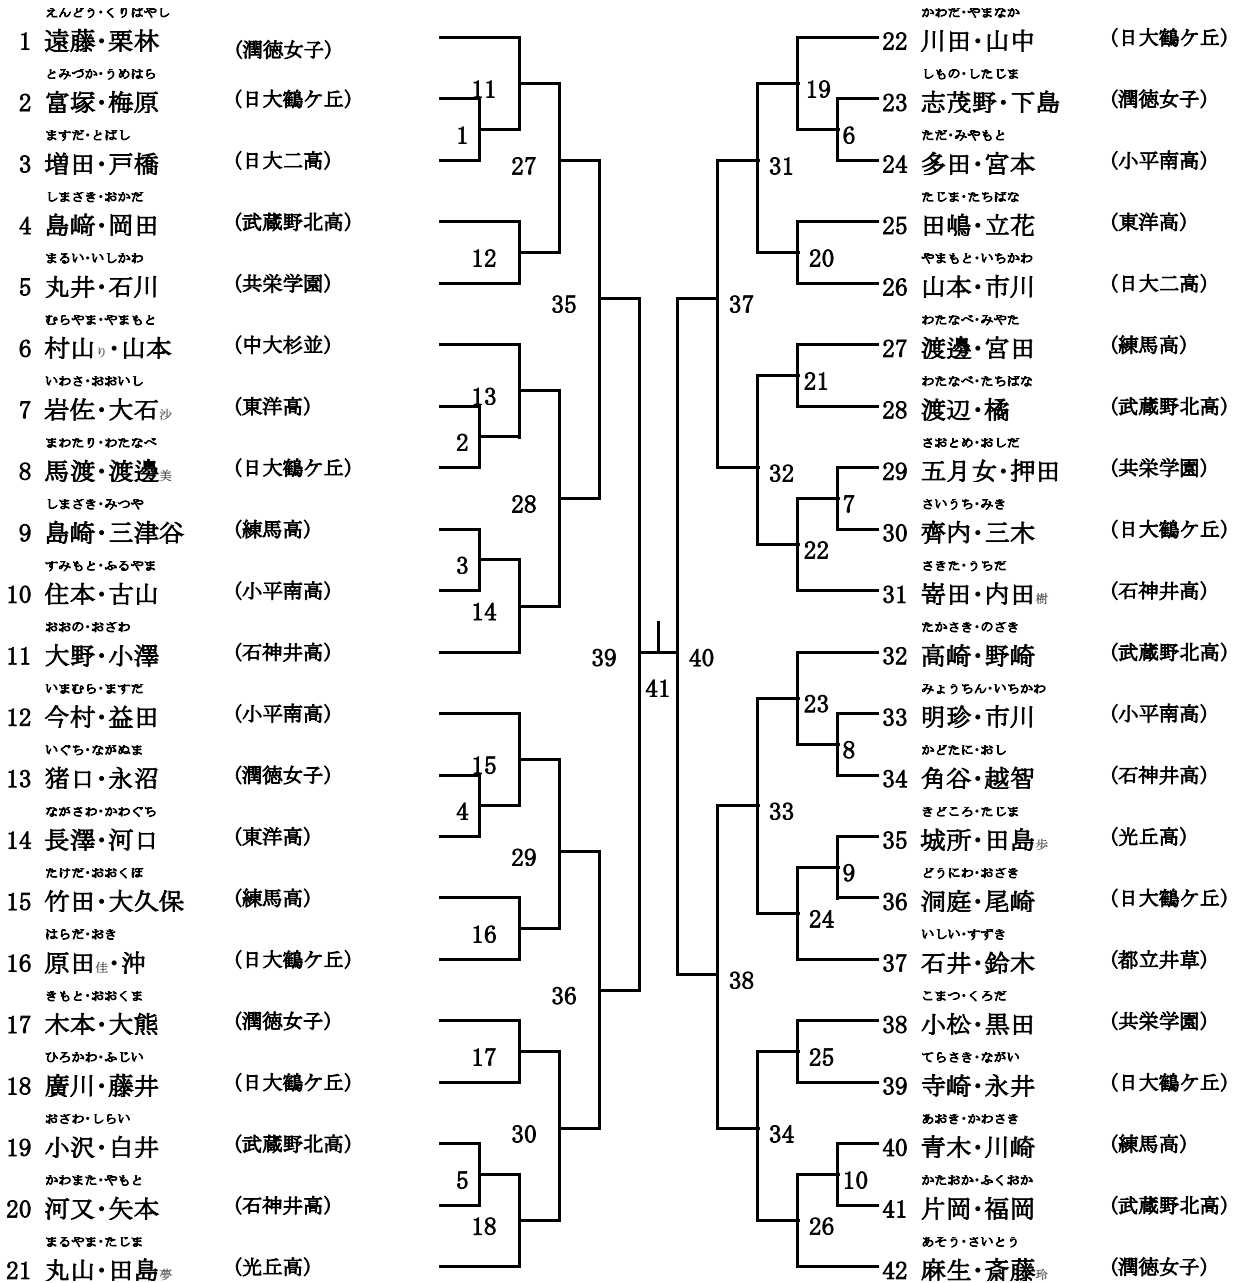 えんどう・くりばやし
1 遠藤・栗林 (潤徳女子)
とみづか・うめはら
2 富塚・梅原 (日大鶴ケ丘)
ますだ・とばし
3 増田・戸橋 (日大二高)
しまざき・おかだ
4 島﨑・岡田 (武蔵野北高)
まるい・いしかわ
5 丸井・石川 (共栄学園)
むらやま・やまもと
6 村山り・山本 (中大杉並)
いわさ・おおいし
7 岩佐・大石沙 (東洋高)
まわたり・わたなべ
8 馬渡・渡邊美 (日大鶴ケ丘)
しまざき・みつや
9 島崎・三津谷 (練馬高)
すみもと・ふるやま
10 住本・古山 (小平南高)
おおの・おざわ
11 大野・小澤 (石神井高)
いまむら・ますだ
12 今村・益田 (小平南高)
いぐち・ながぬま
13 猪口・永沼 (潤徳女子)
ながさわ・かわぐち
14 長澤・河口 (東洋高)
たけだ・おおくぼ
15 竹田・大久保 (練馬高)
はらだ・おき
16 原田佳・沖 (日大鶴ケ丘)
きもと・おおくま
17 木本・大熊 (潤徳女子)
ひろかわ・ふじい
18 廣川・藤井 (日大鶴ケ丘)
おざわ・しらい
19 小沢・白井 (武蔵野北高)
かわまた・やもと
20 河又・矢本 (石神井高)
まるやま・たじま
21 丸山・田島夢 (光丘高)
11
1
27
12
35
13
2
28
3
14
39
15
4
29
16
36
17
30
5
18
41
40
19
6
31
20
37
21
32
7
22
23
8
33
9
24
38
25
34
10
26
かわだ・やまなか
22 川田・山中 (日大鶴ケ丘)
しもの・したじま
23 志茂野・下島 (潤徳女子)
ただ・みやもと
24 多田・宮本 (小平南高)
たじま・たちばな
25 田嶋・立花 (東洋高)
やまもと・いちかわ
26 山本・市川 (日大二高)
わたなべ・みやた
27 渡邊・宮田 (練馬高)
わたなべ・たちばな
28 渡辺・橘 (武蔵野北高)
さおとめ・おしだ
29 五月女・押田 (共栄学園)
さいうち・みき
30 齊内・三木 (日大鶴ケ丘)
さきた・うちだ
31 嵜田・内田樹 (石神井高)
たかさき・のざき
32 高崎・野崎 (武蔵野北高)
みょうちん・いちかわ
33 明珍・市川 (小平南高)
かどたに・おし
34 角谷・越智 (石神井高)
きどころ・たじま
35 城所・田島歩 (光丘高)
どうにわ・おざき
36 洞庭・尾崎 (日大鶴ケ丘)
いしい・すずき
37 石井・鈴木 (都立井草)
こまつ・くろだ
38 小松・黒田 (共栄学園)
てらさき・ながい
39 寺崎・永井 (日大鶴ケ丘)
あおき・かわさき
40 青木・川崎 (練馬高)
かたおか・ふくおか
41 片岡・福岡 (武蔵野北高)
あそう・さいとう
42 麻生・斎藤玲 (潤徳女子)